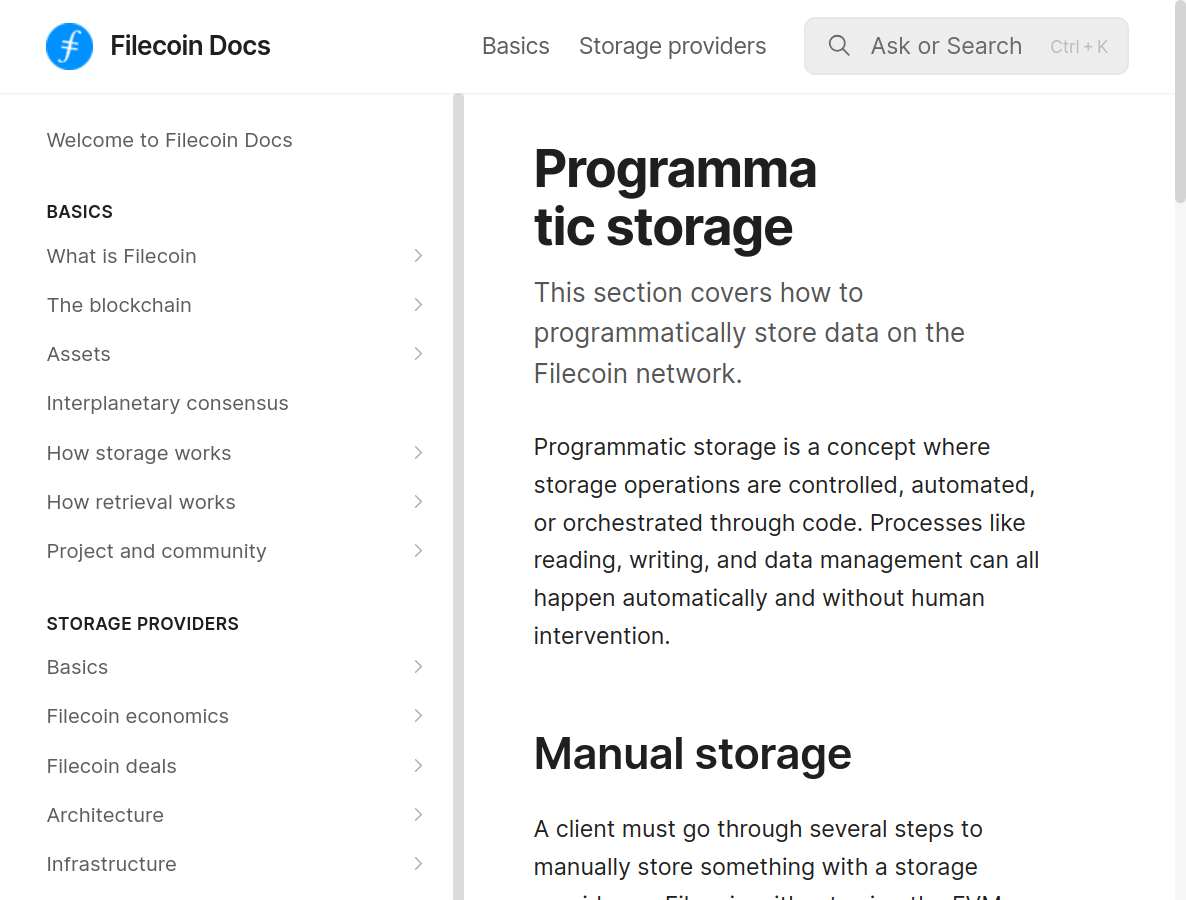 Filecoin Docs
Basics
Storage providers
Ask or Search
Ctrl + K
Welcome to Filecoin Docs
BASICS
What is Filecoin
The blockchain
Assets
Interplanetary consensus
How storage works
How retrieval works
Project and community
STORAGE PROVIDERS
Basics
Filecoin economics
Filecoin deals
Architecture
Infrastructure
Programma
tic storage
This section covers how to
programmatically store data on the
Filecoin network.
Programmatic storage is a concept where
storage operations are controlled, automated,
or orchestrated through code. Processes like
reading, writing, and data management can all
happen automatically and without human
intervention.
Manual storage
A client must go through several steps to
manually store something with a storage